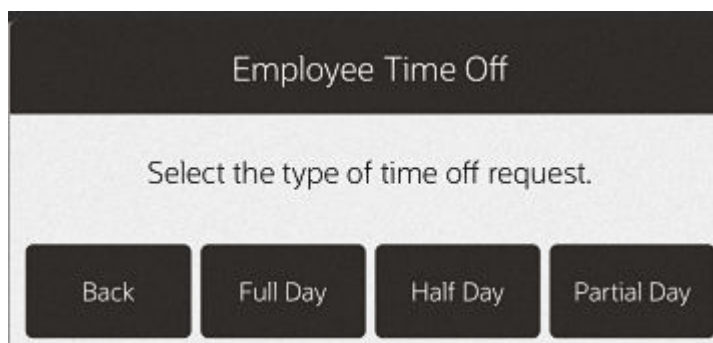 Employee Time Off
Select the type of time off request.
Back Full Day Half Day Partial Day